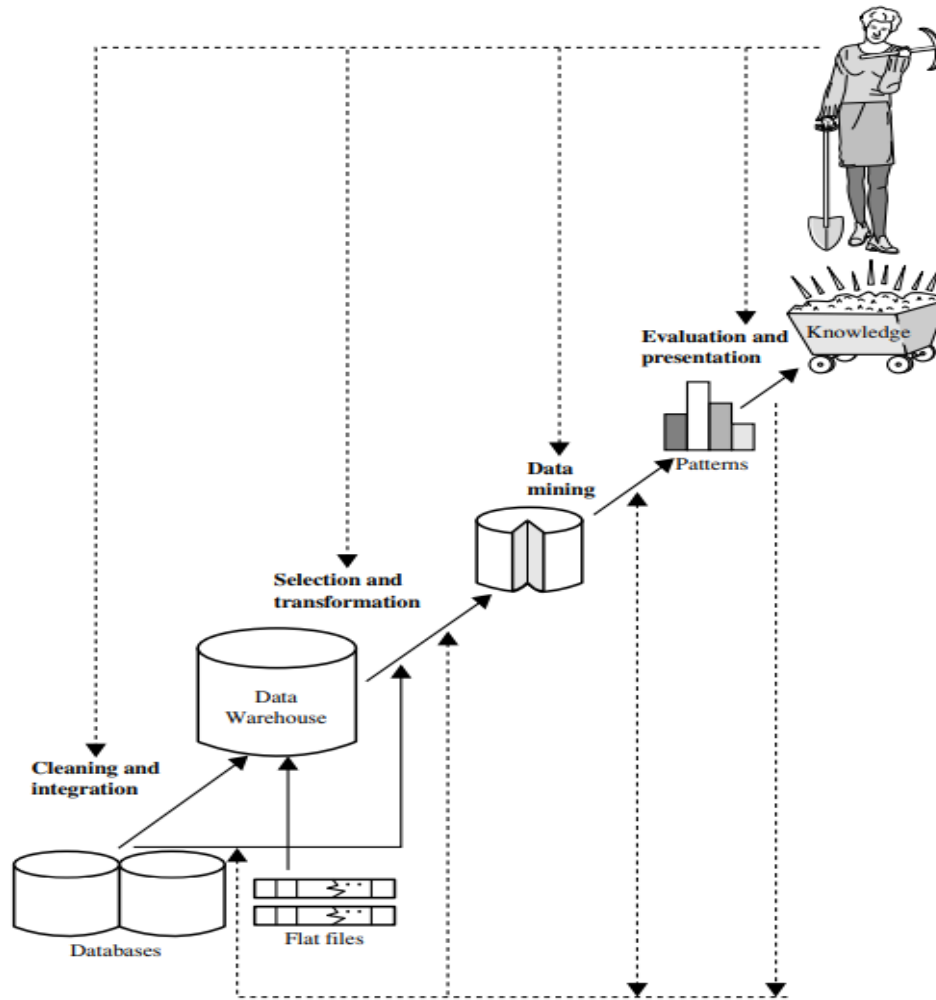 Knowledge
Evaluation and
presentation
Patterns
Data
mining
Selection and
transformation
Data
Warehouse
Cleaning and
integration
Databases
Flat files